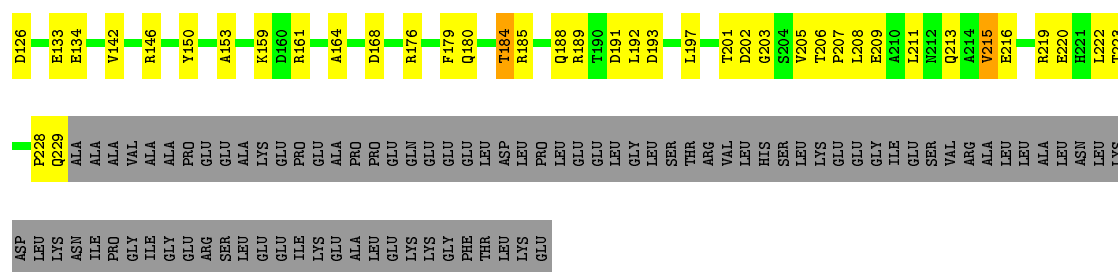 D126 E133 E134 V142 R146 Y150 A153 K159 D160 R161 A164 D168 R176 F179 Q180 T184 R185 Q188 R189 T190 D191 L192 D193 L197 T201 D202 G203 S204 V205 T206 P207 L208 E209 A210 L211 N212 Q213 A214 V215 E216 R219 E220 H221 L222
P228 Q229 ALA ALA ALA VAL ALA ALA PRO GLU GLU ALA LYS GLU PRO GLU ALA PRO PRO GLU GLN GLU GLU GLU LEU ASP LEU PRO LEU GLU GLU LEU GLY LEU SER THR ARG VAL LEU HIS SER LEU LYS GLU GLU GLY ILE GLU SER VAL ARG ALA LEU LEU ALA LEU ASN LEU LYS
ASP LEU LYS ASN ILE PRO GLY ILE GLY GLU ARG SER LEU GLU GLU ILE LYS GLU ALA LEU GLU LYS LYS GLY PHE THR LEU LYS GLU